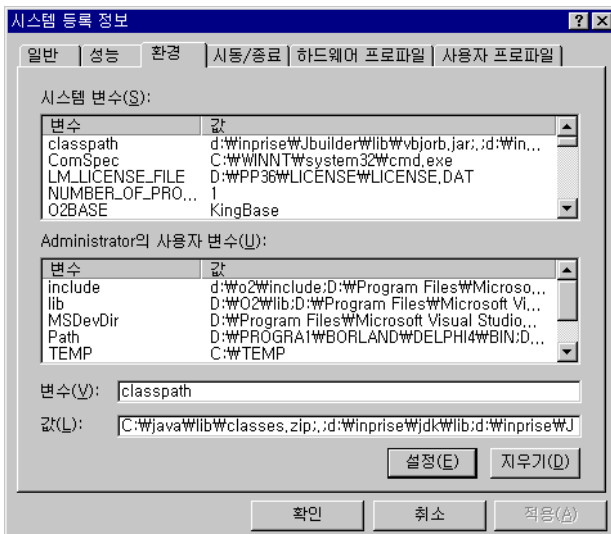 시스템 등록 정보
일반 성능 환경 시동/종료 하드웨어 프로파일 사용자 프로파일
시스템 변수(S):
변수 값
classpath d:₩inprise₩Jbuilder₩lib₩vbjorb.jar;.;d:₩in...
ComSpec C:₩WINNT₩system32₩cmd.exe
LM_LICENSE_FILE D:₩PP36₩LICENSE₩LICENSE.DAT
NUMBER_OF_PRO... 1
O2BASE KingBase
Administrator의 사용자 변수(U):
변수 값
include d:₩o2₩include;D:₩Program Files₩Microso...
lib D:₩O2₩lib;D:₩Program Files₩Microsoft Vi...
MSDevDir D:₩Program Files₩Microsoft Visual Studio...
Path D:₩PROGRA1₩BORLAND₩DELPHI4₩BIN;D...
TEMP C:₩TEMP
변수(V): classpath
값(L): C:₩java₩lib₩classes.zip;.;d:₩inprise₩jdk₩lib;d:₩inprise₩J
설정(E) 지우기(D)
확인 취소 적용(A)